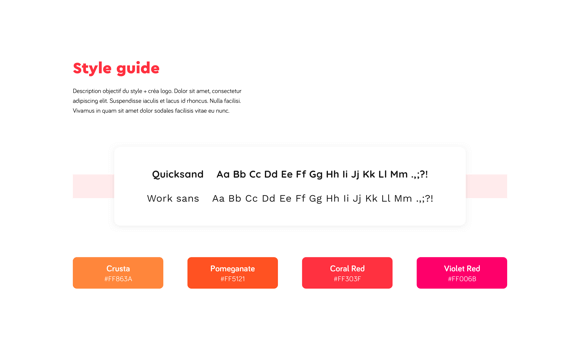 Style guide
Description objectif du style + créa logo. Dolor sit amet, consectetur
adipiscing elit. Suspendisse iaculis et lacus id rhoncus. Nulla facilisi.
Vivamus in quam sit amet dolor sodales facilisis vitae eu nunc.
Quicksand Aa Bb Cc Dd Ee Ff Gg Hh Ii Jj Kk Ll Mm .,;?!
Work sans Aa Bb Cc Dd Ee Ff Gg Hh Ii Jj Kk Ll Mm .,;?!
Crusta Pomeganate Coral Red Violet Red
#FF863A #FF5121 #FF303F #FF006B